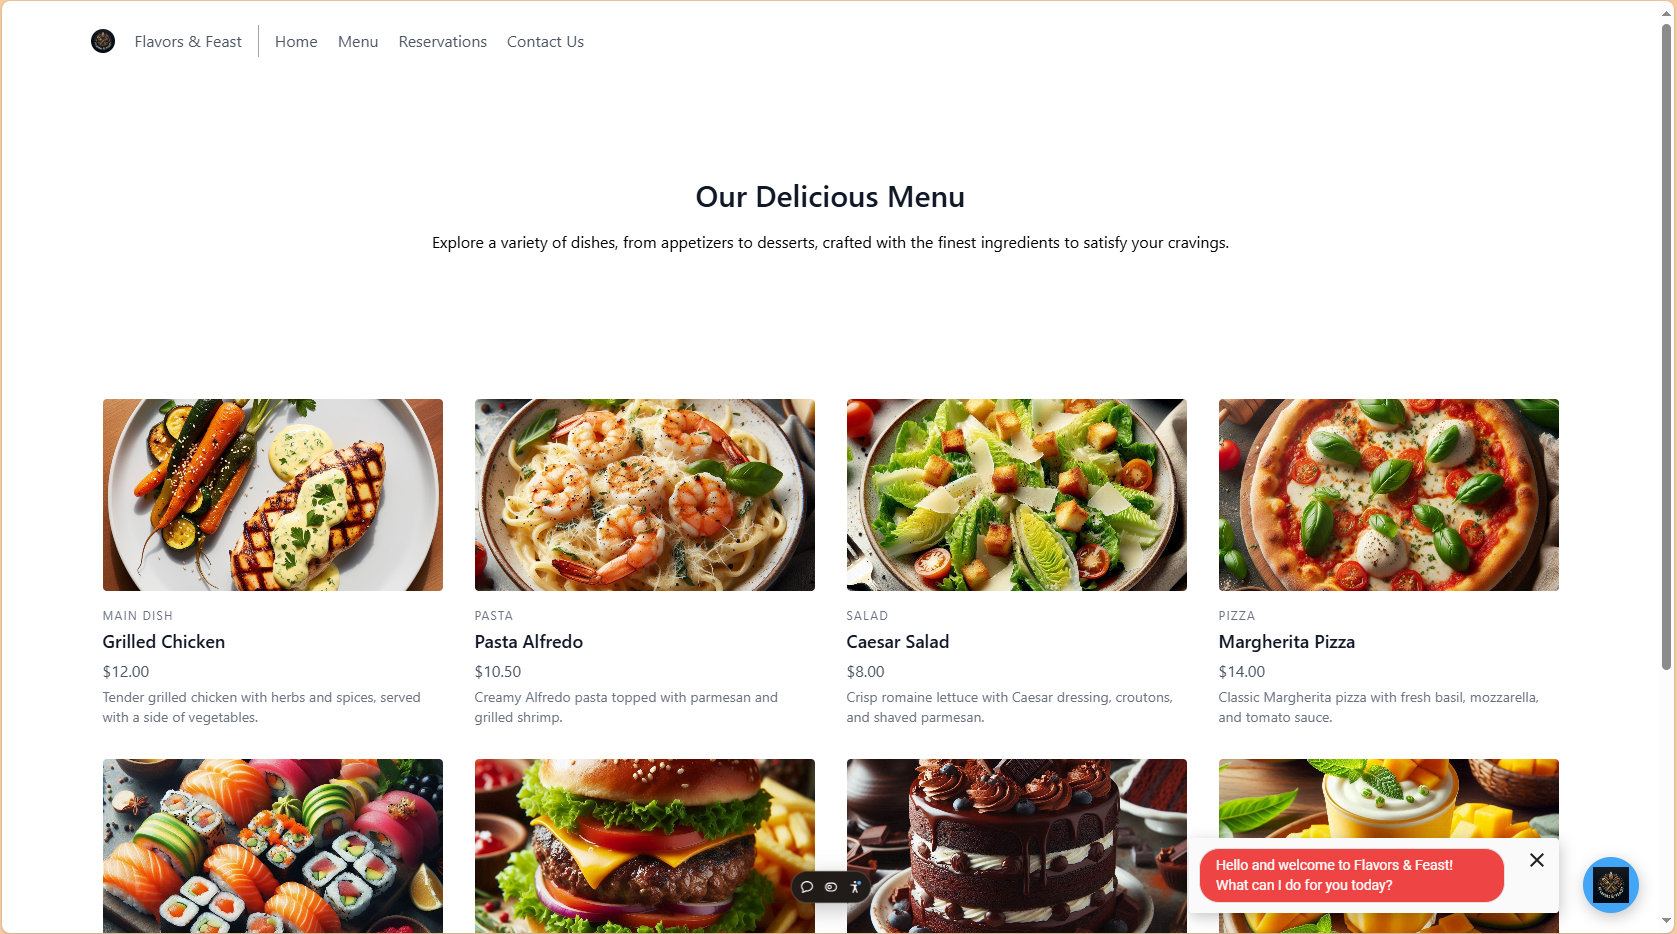 Flavors & Feast
Home Menu Reservations Contact Us
Our Delicious Menu
Explore a variety of dishes, from appetizers to desserts, crafted with the finest ingredients to satisfy your cravings.
MAIN DISH
Grilled Chicken
$12.00
Tender grilled chicken with herbs and spices, served
with a side of vegetables.
PASTA
Pasta Alfredo
$10.50
Creamy Alfredo pasta topped with parmesan and
grilled shrimp.
SALAD
Caesar Salad
$8.00
Crisp romaine lettuce with Caesar dressing, croutons,
and shaved parmesan.
PIZZA
Margherita Pizza
$14.00
Classic Margherita pizza with fresh basil, mozzarella,
and tomato sauce.
Hello and welcome to Flavors & Feast!
What can I do for you today?